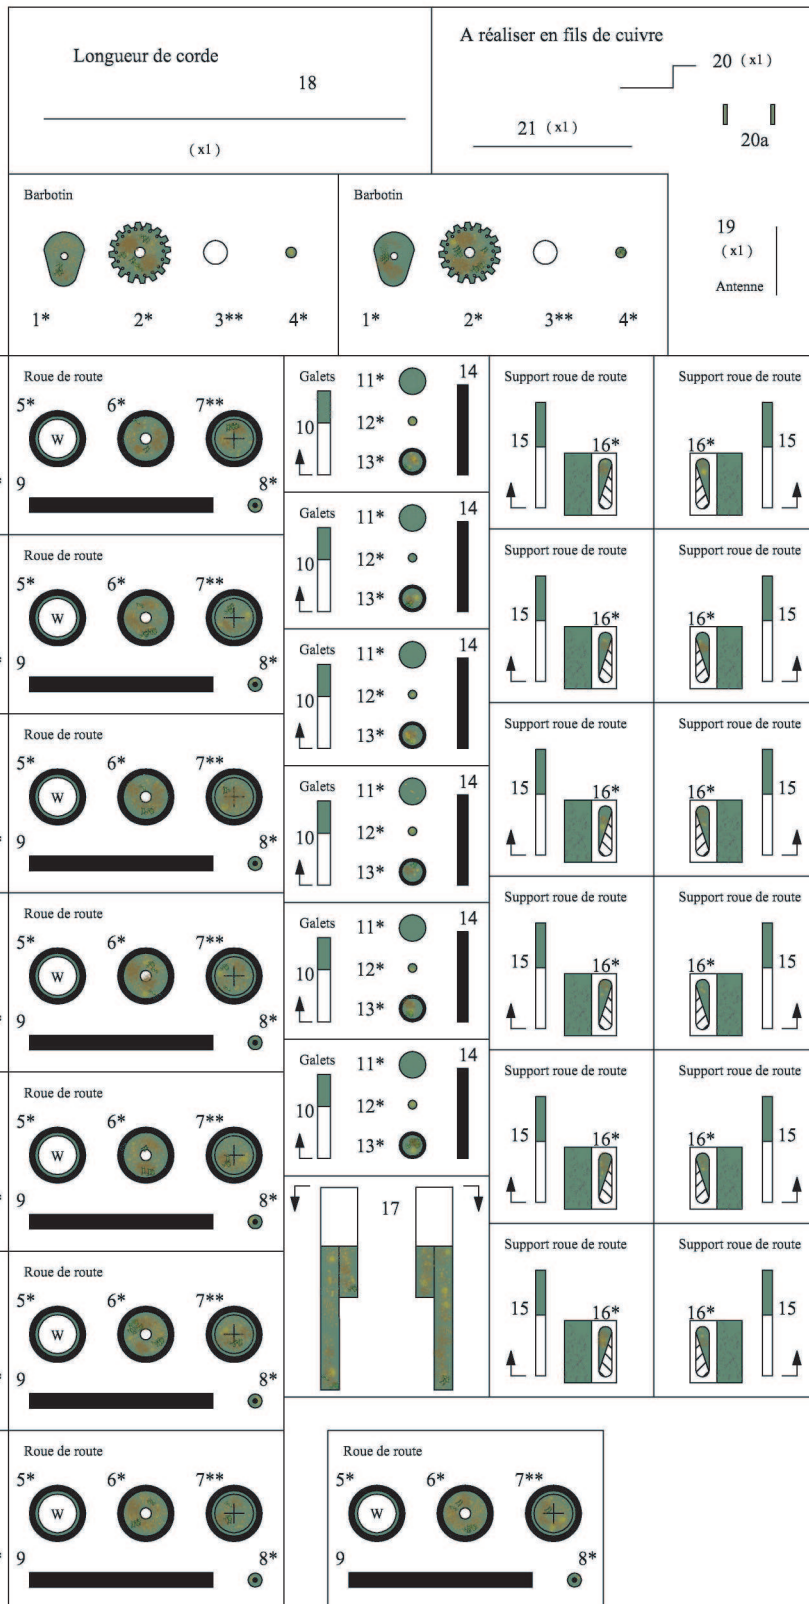 Longueur de corde
18
( x1 )
A réaliser en fils de cuivre
20 ( x1 )
21 ( x1 )
20a
Barbotin
1* 2* 3** 4*
Barbotin
1* 2* 3** 4*
19
( x1 )
Antenne
Roue de route
5* 6* 7**
W
9 8*
Roue de route
5* 6* 7**
W
9 8*
Roue de route
5* 6* 7**
W
9 8*
Roue de route
5* 6* 7**
W
9 8*
Roue de route
5* 6* 7**
W
9 8*
Roue de route
5* 6* 7**
W
9 8*
Roue de route
5* 6* 7**
W
9 8*
Galets 11* 14
10 12*
13*
Galets 11* 14
10 12*
13*
Galets 11* 14
10 12*
13*
Galets 11* 14
10 12*
13*
Galets 11* 14
10 12*
13*
Galets 11* 14
10 12*
13*
17
Support roue de route
15 16*
Support roue de route
16* 15
Support roue de route
15 16*
Support roue de route
16* 15
Support roue de route
15 16*
Support roue de route
16* 15
Support roue de route
15 16*
Support roue de route
16* 15
Support roue de route
15 16*
Support roue de route
16* 15
Support roue de route
15 16*
Support roue de route
16* 15
Roue de route
5* 6* 7**
W
9 8*